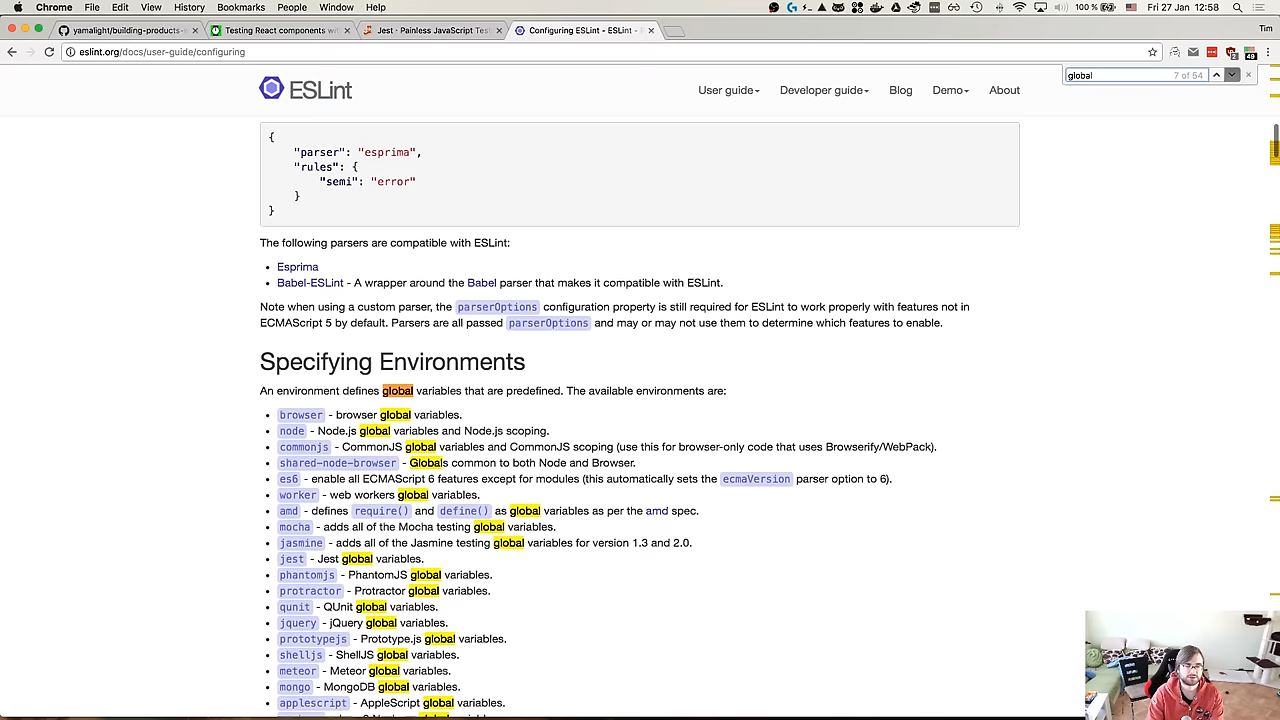 Chrome File Edit View History Bookmarks People Window Help
100 % Fri 27 Jan 12:58
yamalight/building-products-
Testing React components wi
Jest · Painless JavaScript Tes
Configuring ESLint - ESLint -
Tim
eslint.org/docs/user-guide/configuring
global 7 of 54
ESLint
User guide Developer guide Blog Demo About
{
"parser": "esprima",
"rules": {
"semi": "error"
}
}
The following parsers are compatible with ESLint:
• Esprima
• Babel-ESLint - A wrapper around the Babel parser that makes it compatible with ESLint.
Note when using a custom parser, the parserOptions configuration property is still required for ESLint to work properly with features not in
ECMAScript 5 by default. Parsers are all passed parserOptions and may or may not use them to determine which features to enable.
Specifying Environments
An environment defines global variables that are predefined. The available environments are:
• browser - browser global variables.
• node - Node.js global variables and Node.js scoping.
• commonjs - CommonJS global variables and CommonJS scoping (use this for browser-only code that uses Browserify/WebPack).
• shared-node-browser - Globals common to both Node and Browser.
• es6 - enable all ECMAScript 6 features except for modules (this automatically sets the ecmaVersion parser option to 6).
• worker - web workers global variables.
• amd - defines require() and define() as global variables as per the amd spec.
• mocha - adds all of the Mocha testing global variables.
• jasmine - adds all of the Jasmine testing global variables for version 1.3 and 2.0.
• jest - Jest global variables.
• phantomjs - PhantomJS global variables.
• protractor - Protractor global variables.
• qunit - QUnit global variables.
• jquery - jQuery global variables.
• prototypejs - Prototype.js global variables.
• shelljs - ShellJS global variables.
• meteor - Meteor global variables.
• mongo - MongoDB global variables.
• applescript - AppleScript global variables.